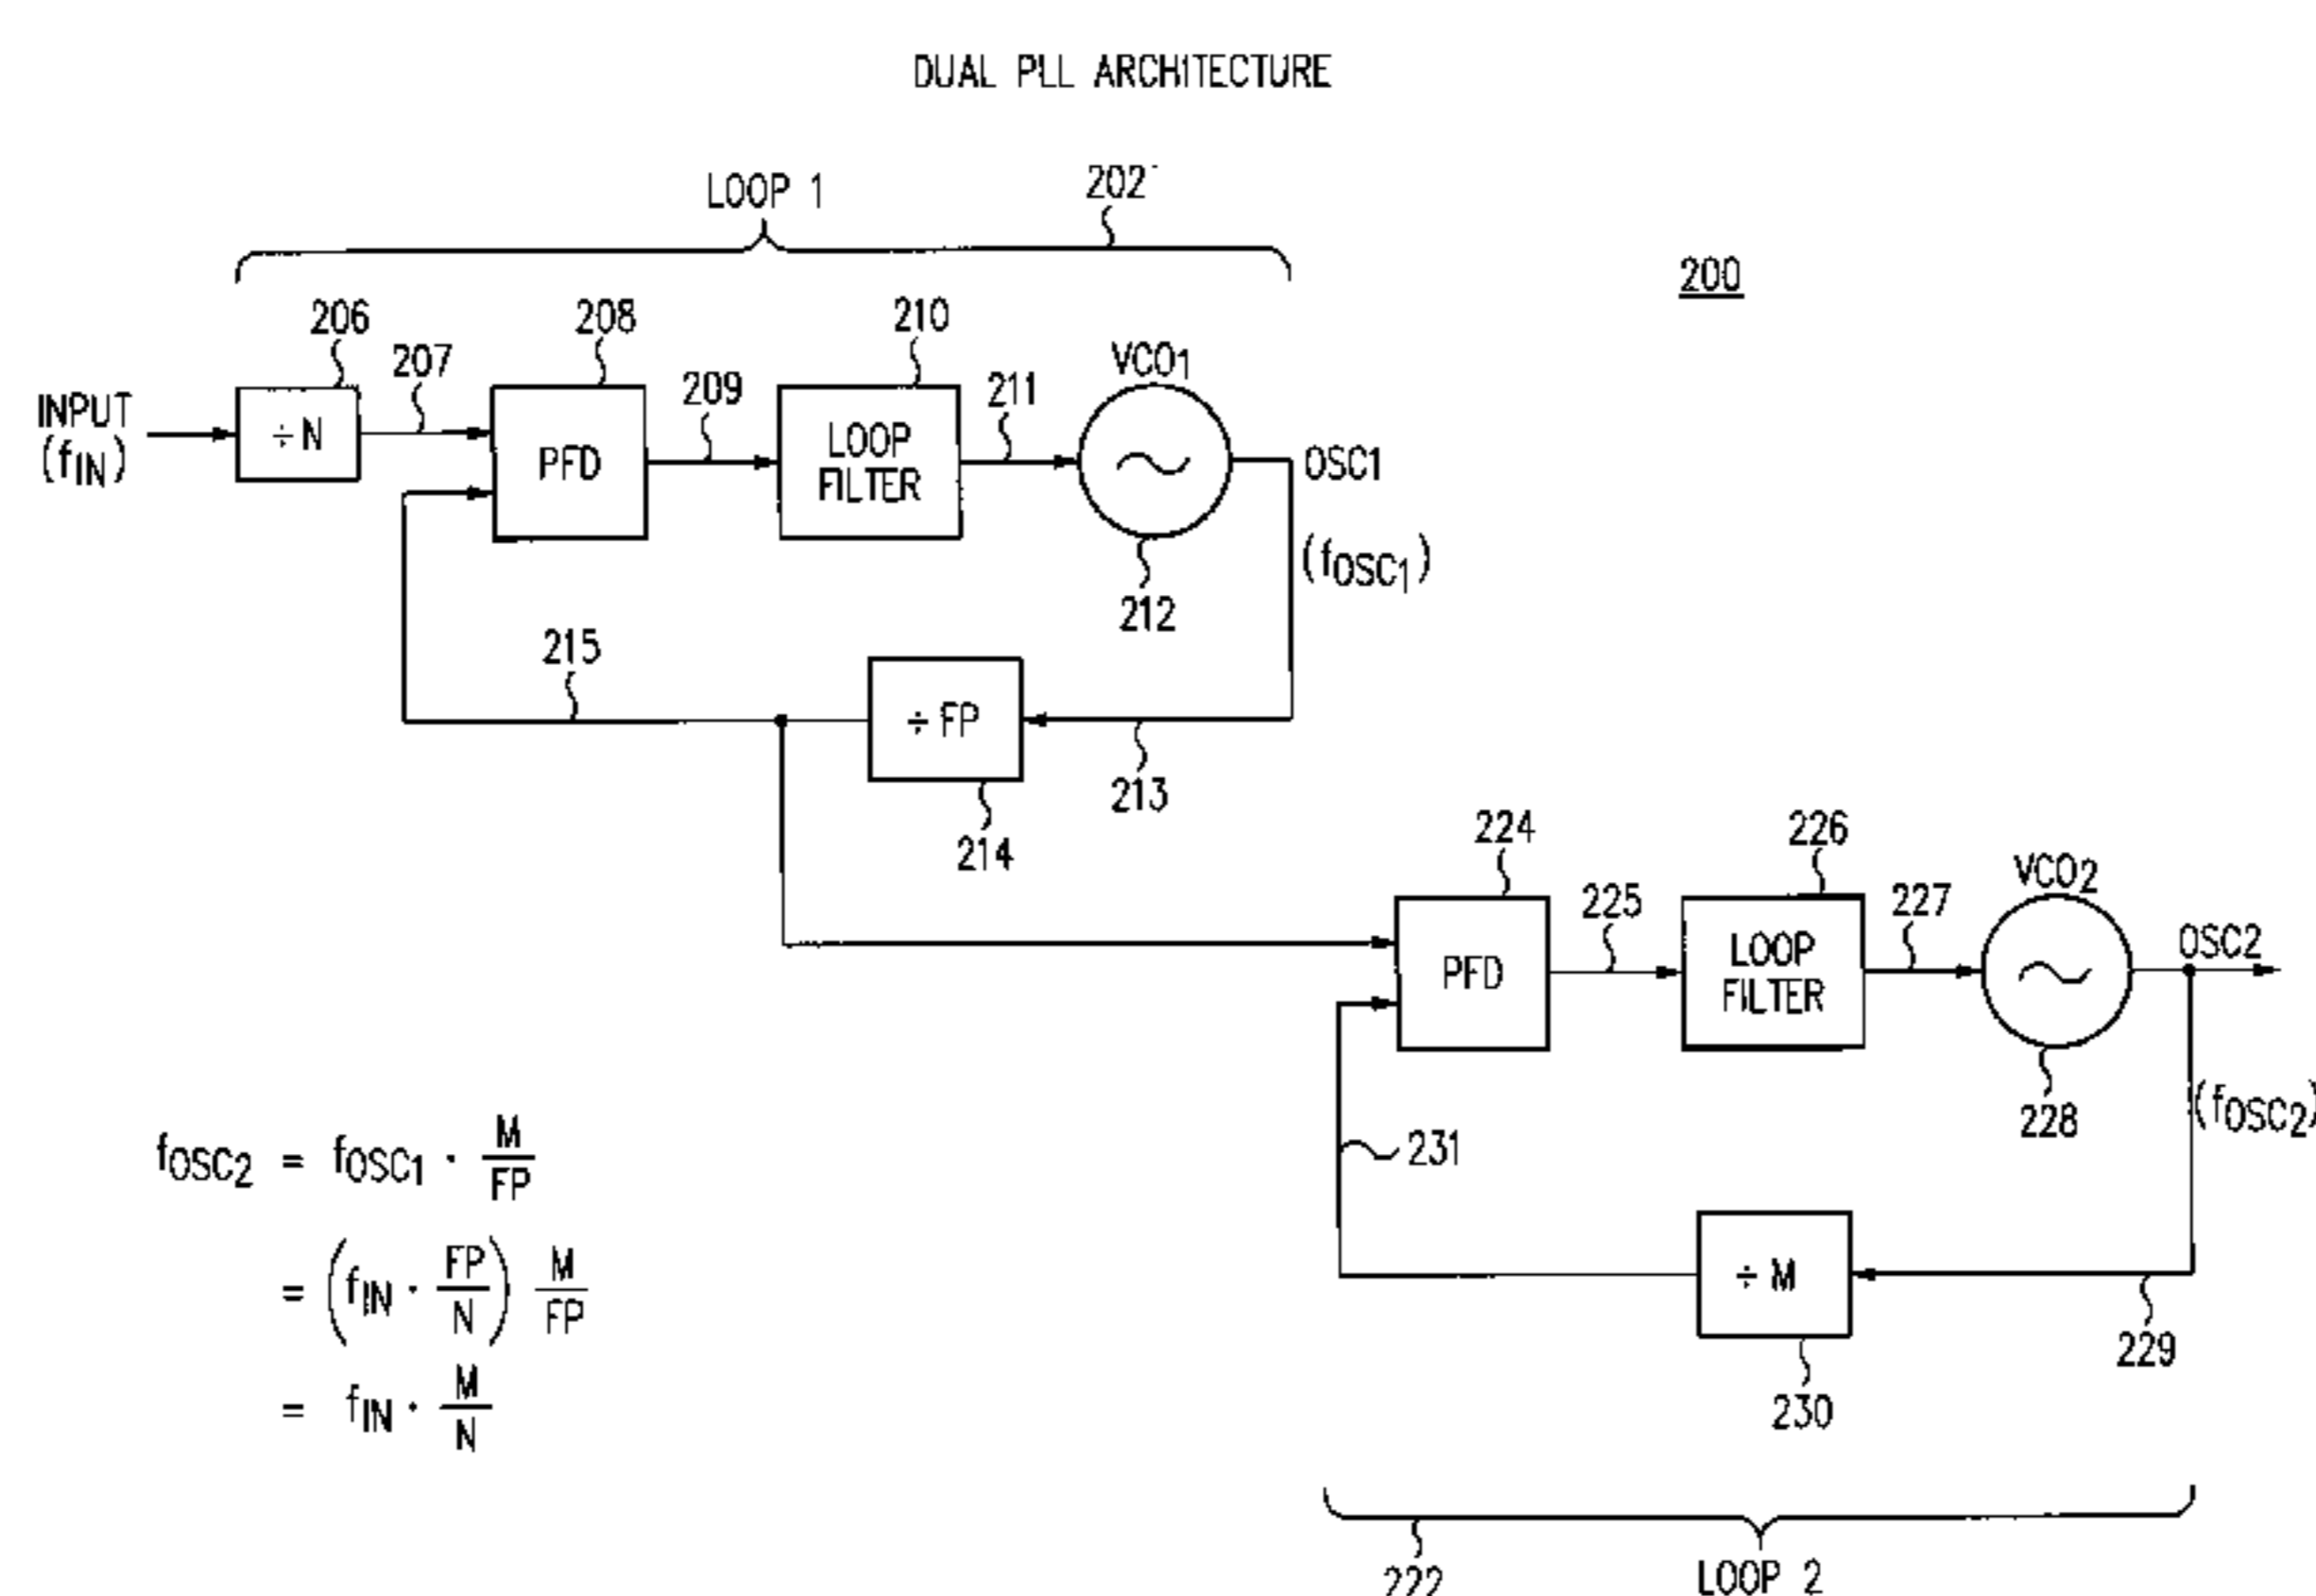 DUAL PLL ARCHITECTURE
LOOP 1
202
200
206
207
208
209
210
211
VCO1
INPUT
(fIN)
÷ N
PFD
LOOP
FILTER
OSC1
(fOSC1)
212
215
÷ FP
213
214
224
225
226
227
VCO2
PFD
LOOP
FILTER
OSC2
(fOSC2)
228
231
÷ M
229
230
fOSC2 = fOSC1 · M/FP
= (fIN · FP/N) M/FP
= fIN · M/N
222
LOOP 2